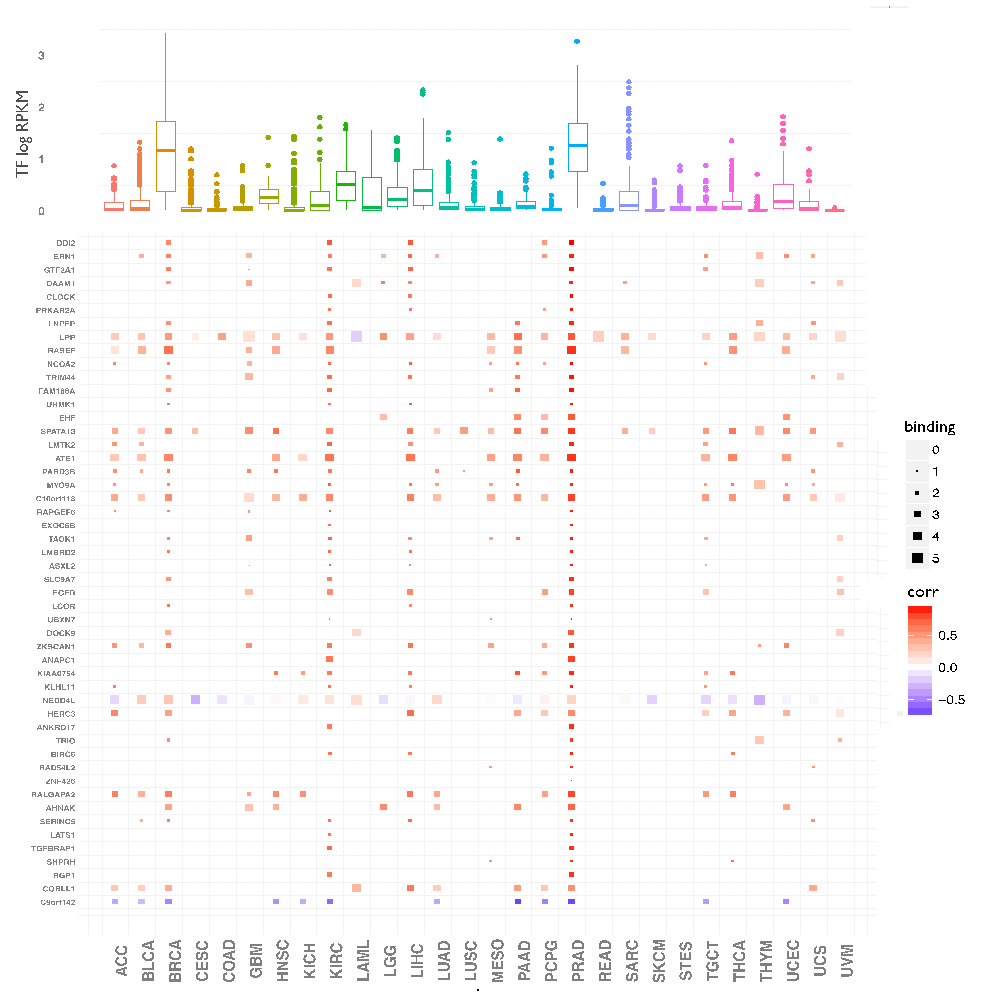 TF log RPKM
3
2
1
0
DDI2
ERN1
GTF2A1
DAAM1
CLOCK
PRKAR2A
LNPEP
LPP
RASEF
NCOA2
TRIM44
FAM168A
UHMK1
EHF
SPATA13
LMTK2
ATE1
PARD3B
MYO9A
C10orf118
RAPGEF6
EXOC6B
TAOK1
LMBRD2
ASXL2
SLC9A7
LCOR
UBXN7
DOCK9
ZKSCAN1
ANAPC1
KIAA0754
KLHL11
NEDD4L
HERC3
ANKRD17
TRIO
BIRC6
RAD54L2
ZNF426
RALGAPA2
AHNAK
SERINC5
LATS1
TGFBRAP1
SHPRH
RGP1
COBLL1
C9orf142
ACC
BLCA
BRCA
CESC
COAD
GBM
HNSC
KICH
KIRC
LAML
LGG
LIHC
LUAD
LUSC
MESO
PAAD
PCPG
PRAD
READ
SARC
SKCM
STES
TGCT
THCA
THYM
UCEC
UCS
UVM
binding
0
1
2
3
4
5
corr
0.5
0.0
−0.5